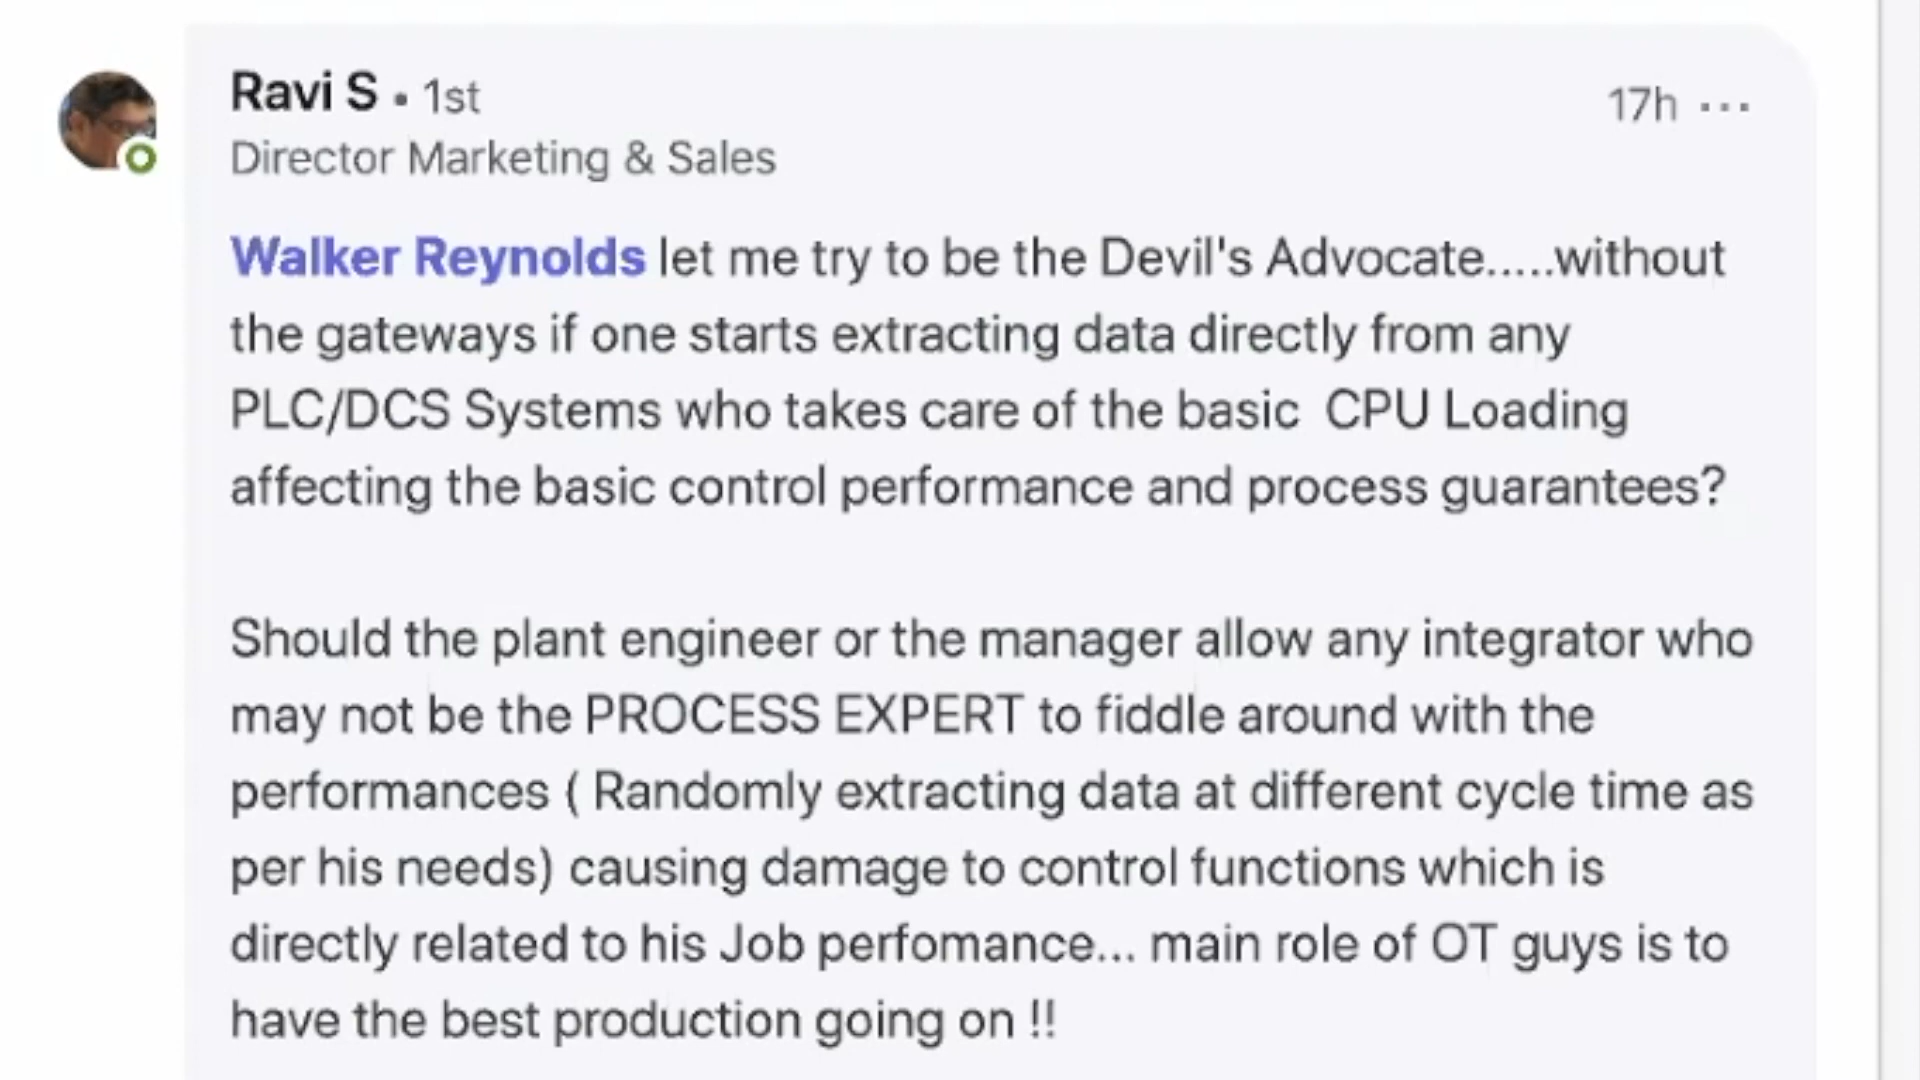 Ravi S • 1st
17h ...
Director Marketing & Sales
Walker Reynolds let me try to be the Devil's Advocate.....without
the gateways if one starts extracting data directly from any
PLC/DCS Systems who takes care of the basic  CPU Loading
affecting the basic control performance and process guarantees?
Should the plant engineer or the manager allow any integrator who
may not be the PROCESS EXPERT to fiddle around with the
performances ( Randomly extracting data at different cycle time as
per his needs) causing damage to control functions which is
directly related to his Job perfomance... main role of OT guys is to
have the best production going on !!